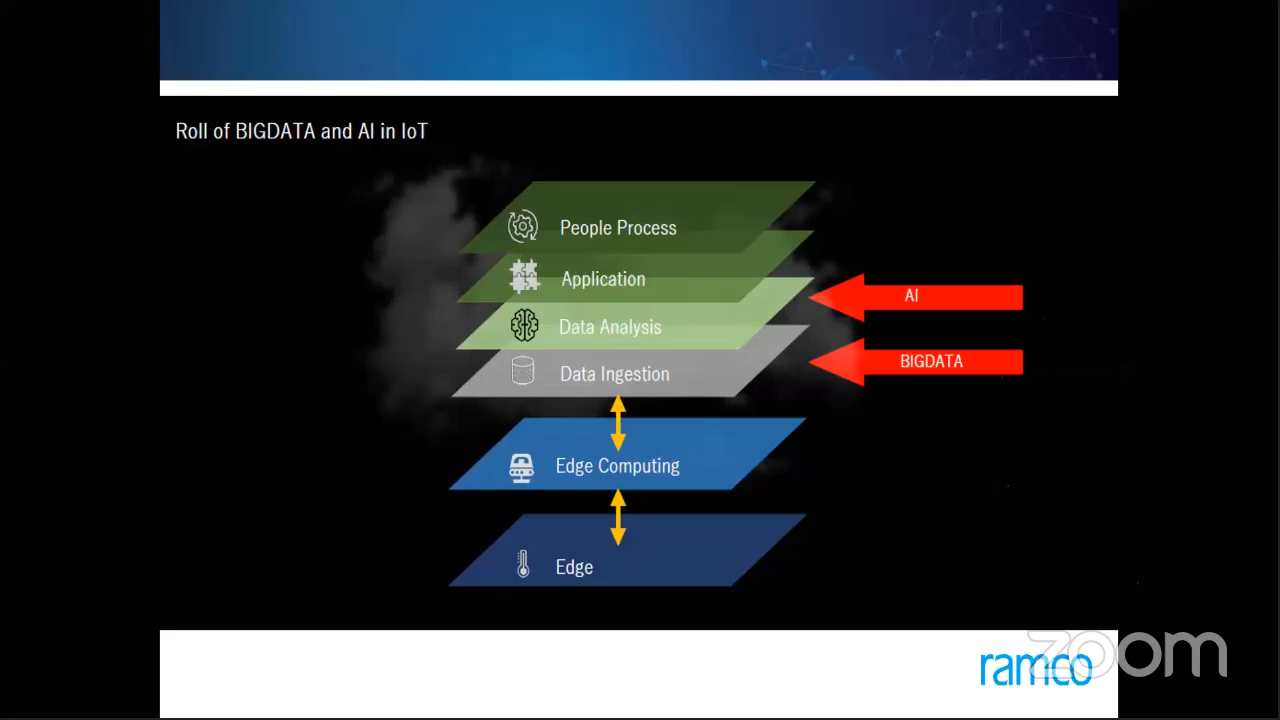 Roll of BIGDATA and AI in IoT
People Process
Application
AI
Data Analysis
BIGDATA
Data Ingestion
Edge Computing
Edge
ramco
zoom